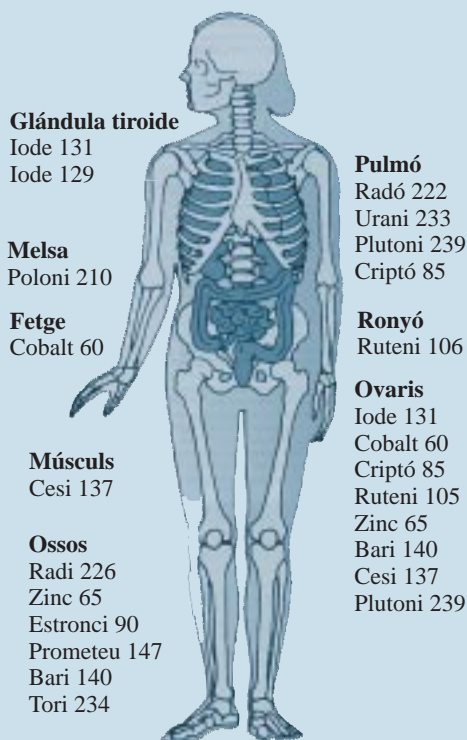 Glándula tiroide
Iode 131
Iode 129
Melsa
Poloni 210
Fetge
Cobalt 60
Músculs
Cesi 137
Ossos
Radi 226
Zinc 65
Estronci 90
Prometeu 147
Bari 140
Tori 234
Pulmó
Radó 222
Urani 233
Plutoni 239
Criptó 85
Ronyó
Ruteni 106
Ovaris
Iode 131
Cobalt 60
Criptó 85
Ruteni 105
Zinc 65
Bari 140
Cesi 137
Plutoni 239